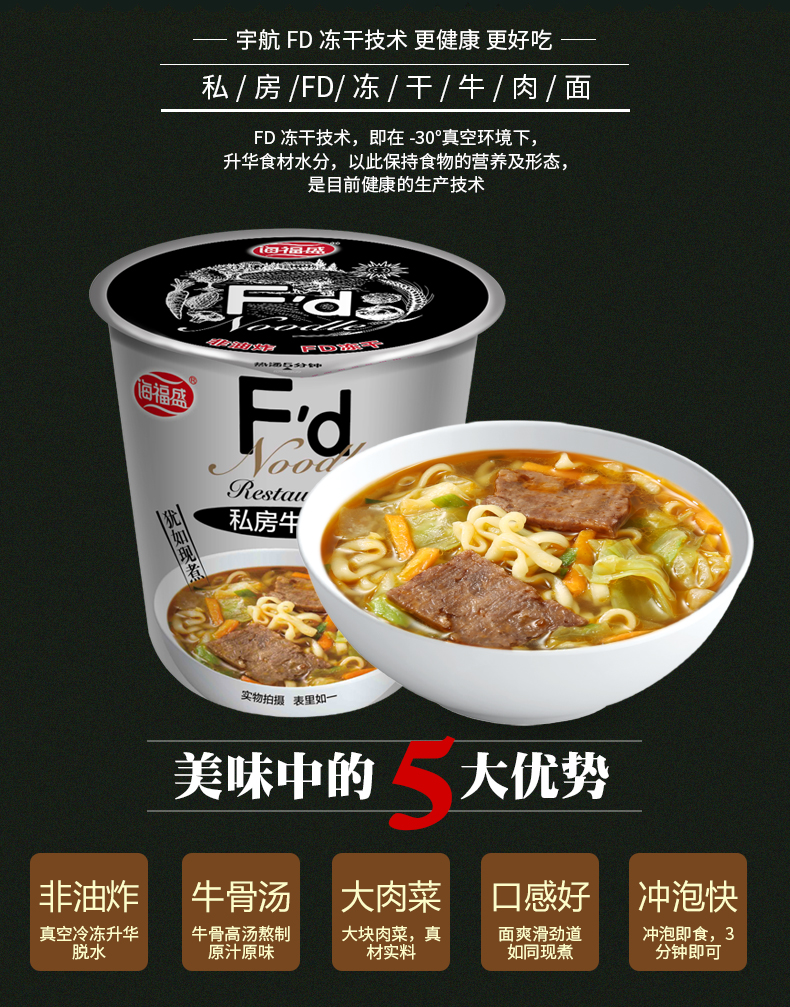 宇航 FD 冻干技术 更健康 更好吃
私 / 房 /FD/ 冻 / 干 / 牛 / 肉 / 面
FD 冻干技术，即在 -30°真空环境下，
升华食材水分，以此保持食物的营养及形态，
是目前健康的生产技术
海福盛®
F'd
Noodle
非油炸 FD冻干
热汤5分钟
海福盛®
F'd
Noodle
私房牛
犹如现煮
实物拍摄 表里如一
美味中的5大优势
非油炸
真空冷冻升华
脱水
牛骨汤
牛骨高汤熬制
原汁原味
大肉菜
大块肉菜，真
材实料
口感好
面爽滑劲道
如同现煮
冲泡快
冲泡即食，3
分钟即可